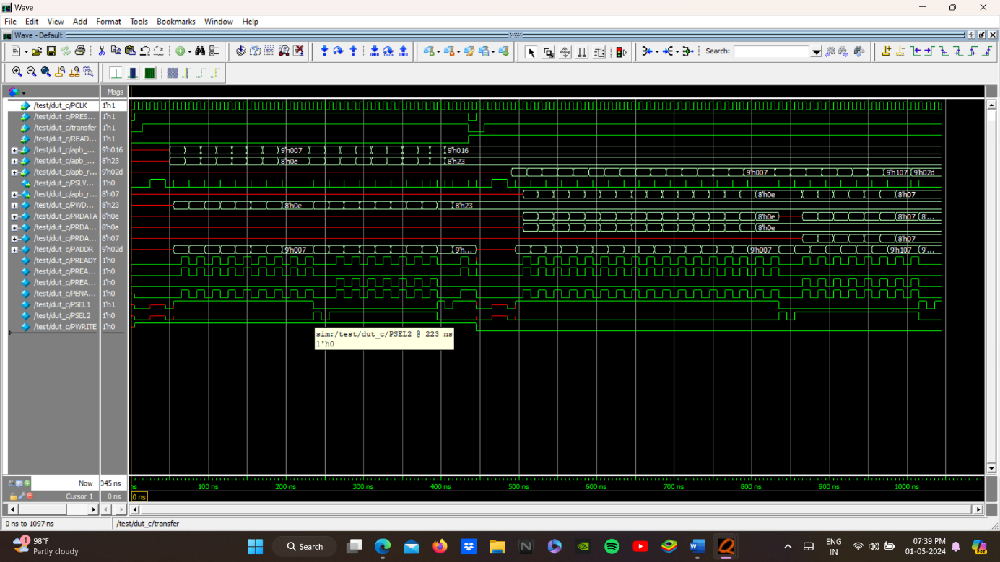 Wave
File Edit View Add Format Tools Bookmarks Window Help
Wave - Default
Search:
Msgs
/test/dut_c/PCLK 1'h1
/test/dut_c/PRES... 1'h1
/test/dut_c/transfer 1'h1
/test/dut_c/READ... 1'h1
/test/dut_c/apb_... 9'h016 9'h007 9'h016
/test/dut_c/apb_... 8'h23 8'h0e 8'h23
/test/dut_c/apb_r... 9'h02d 9'h007 9'h107 9'h02d
/test/dut_c/PSLV... 1'h0
/test/dut_c/apb_r... 8'h07 8'h0e 8'h07
/test/dut_c/PWD... 8'h23 8'h0e 8'h23
/test/dut_c/PRDATA 8'h0e 8'h0e 8'h07 8'...
/test/dut_c/PRDA... 8'h0e 8'h0e
/test/dut_c/PRDA... 8'h07 8'h07
/test/dut_c/PADDR 9'h02d 9'h007 9'h... 9'h007 9'h107 9'...
/test/dut_c/PREADY 1'h0
/test/dut_c/PREA... 1'h0
/test/dut_c/PREA... 1'h0
/test/dut_c/PENA... 1'h0
/test/dut_c/PSEL1 1'h1
/test/dut_c/PSEL2 1'h0
/test/dut_c/PWRITE 1'h0
sim:/test/dut_c/PSEL2 @ 223 ns
1'h0
Now 045 ns ns 100 ns 200 ns 300 ns 400 ns 500 ns 600 ns 700 ns 800 ns 900 ns 1000 ns
Cursor 1 0 ns 0 ns
0 ns to 1097 ns /test/dut_c/transfer
1 98°F
Partly cloudy
Search
ENG
IN
07:39 PM
01-05-2024
PRE